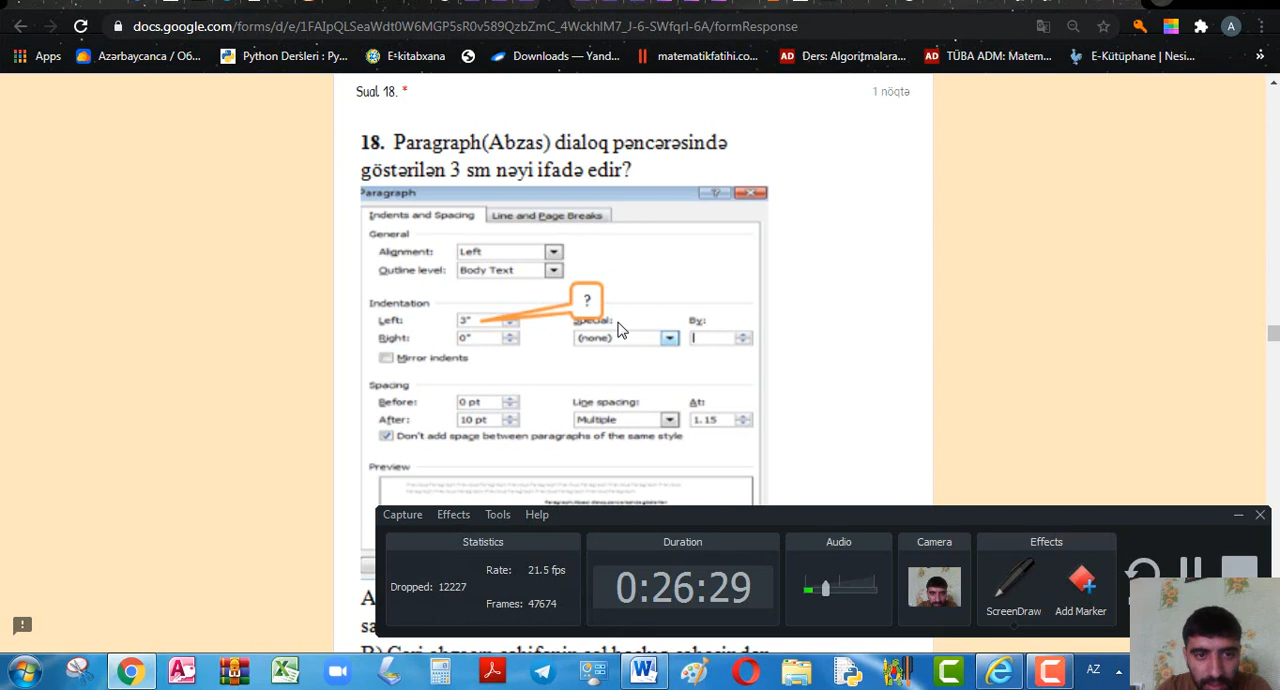 docs.google.com/forms/d/e/1FAIpQLSeaWdt0W6MGP5sR0v589QzbZmC_4WckhlM7_J-6-SWfqrI-6A/formResponse
A
Apps
Azərbaycanca / O6...
Python Dersleri | Py...
E-kitabxana
Downloads — Yand...
matematikfatihi.co...
AD Ders: Algoritmalara...
AD TÜBA ADM: Matem...
E-Kütüphane | Nesi...
»
Sual 18. *
1 nöqtə
18. Paragraph(Abzas) dialoq pəncərəsində
göstərilən 3 sm nəyi ifadə edir?
Paragraph
Indents and Spacing
Line and Page Breaks
General
Alignment: Left
Outline level: Body Text
?
Indentation
Left: 3" Special: By:
Right: 0" (none)
Mirror indents
Spacing
Before: 0 pt Line spacing: At:
After: 10 pt Multiple 1.15
Don't add space between paragraphs of the same style
Preview
Capture Effects Tools Help
Statistics
Duration
Audio
Camera
Effects
Rate: 21.5 fps
Dropped: 12227
Frames: 47674
0:26:29
ScreenDraw
Add Marker
AZ